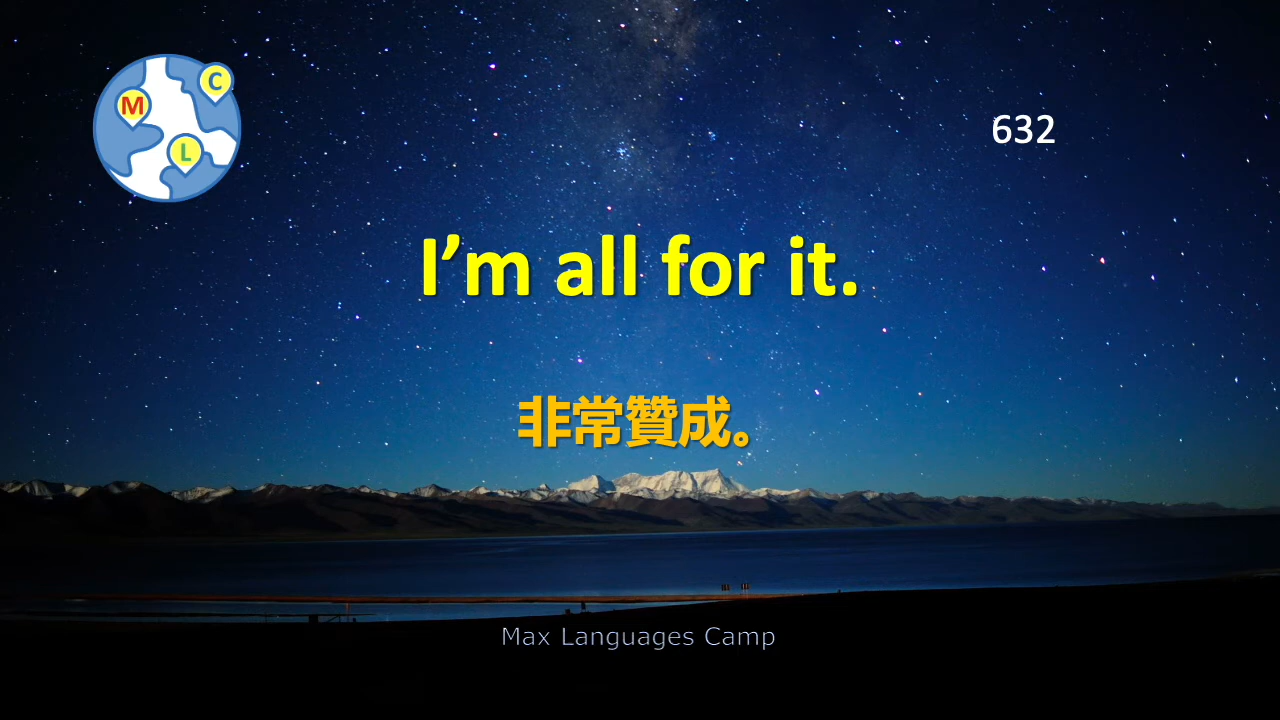 M
C
L
632
I’m all for it.
非常贊成。
Max Languages Camp